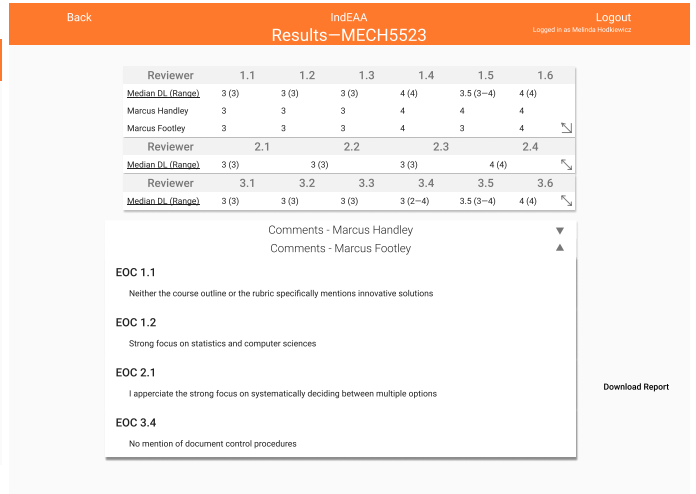 Back IndEAA Logout
Results—MECH5523 Logged in as Melinda Hodkiewicz
Reviewer 1.1 1.2 1.3 1.4 1.5 1.6
Median DL (Range) 3 (3) 3 (3) 3 (3) 4 (4) 3.5 (3—4) 4 (4)
Marcus Handley 3 3 3 4 4 4
Marcus Footley 3 3 3 4 3 4
Reviewer 2.1 2.2 2.3 2.4
Median DL (Range) 3 (3) 3 (3) 3 (3) 4 (4)
Reviewer 3.1 3.2 3.3 3.4 3.5 3.6
Median DL (Range) 3 (3) 3 (3) 3 (3) 3 (2—4) 3.5 (3—4) 4 (4)
Comments - Marcus Handley
Comments - Marcus Footley
EOC 1.1
Neither the course outline or the rubric specifically mentions innovative solutions
EOC 1.2
Strong focus on statistics and computer sciences
EOC 2.1
I apperciate the strong focus on systematically deciding between multiple options
Download Report
EOC 3.4
No mention of document control procedures